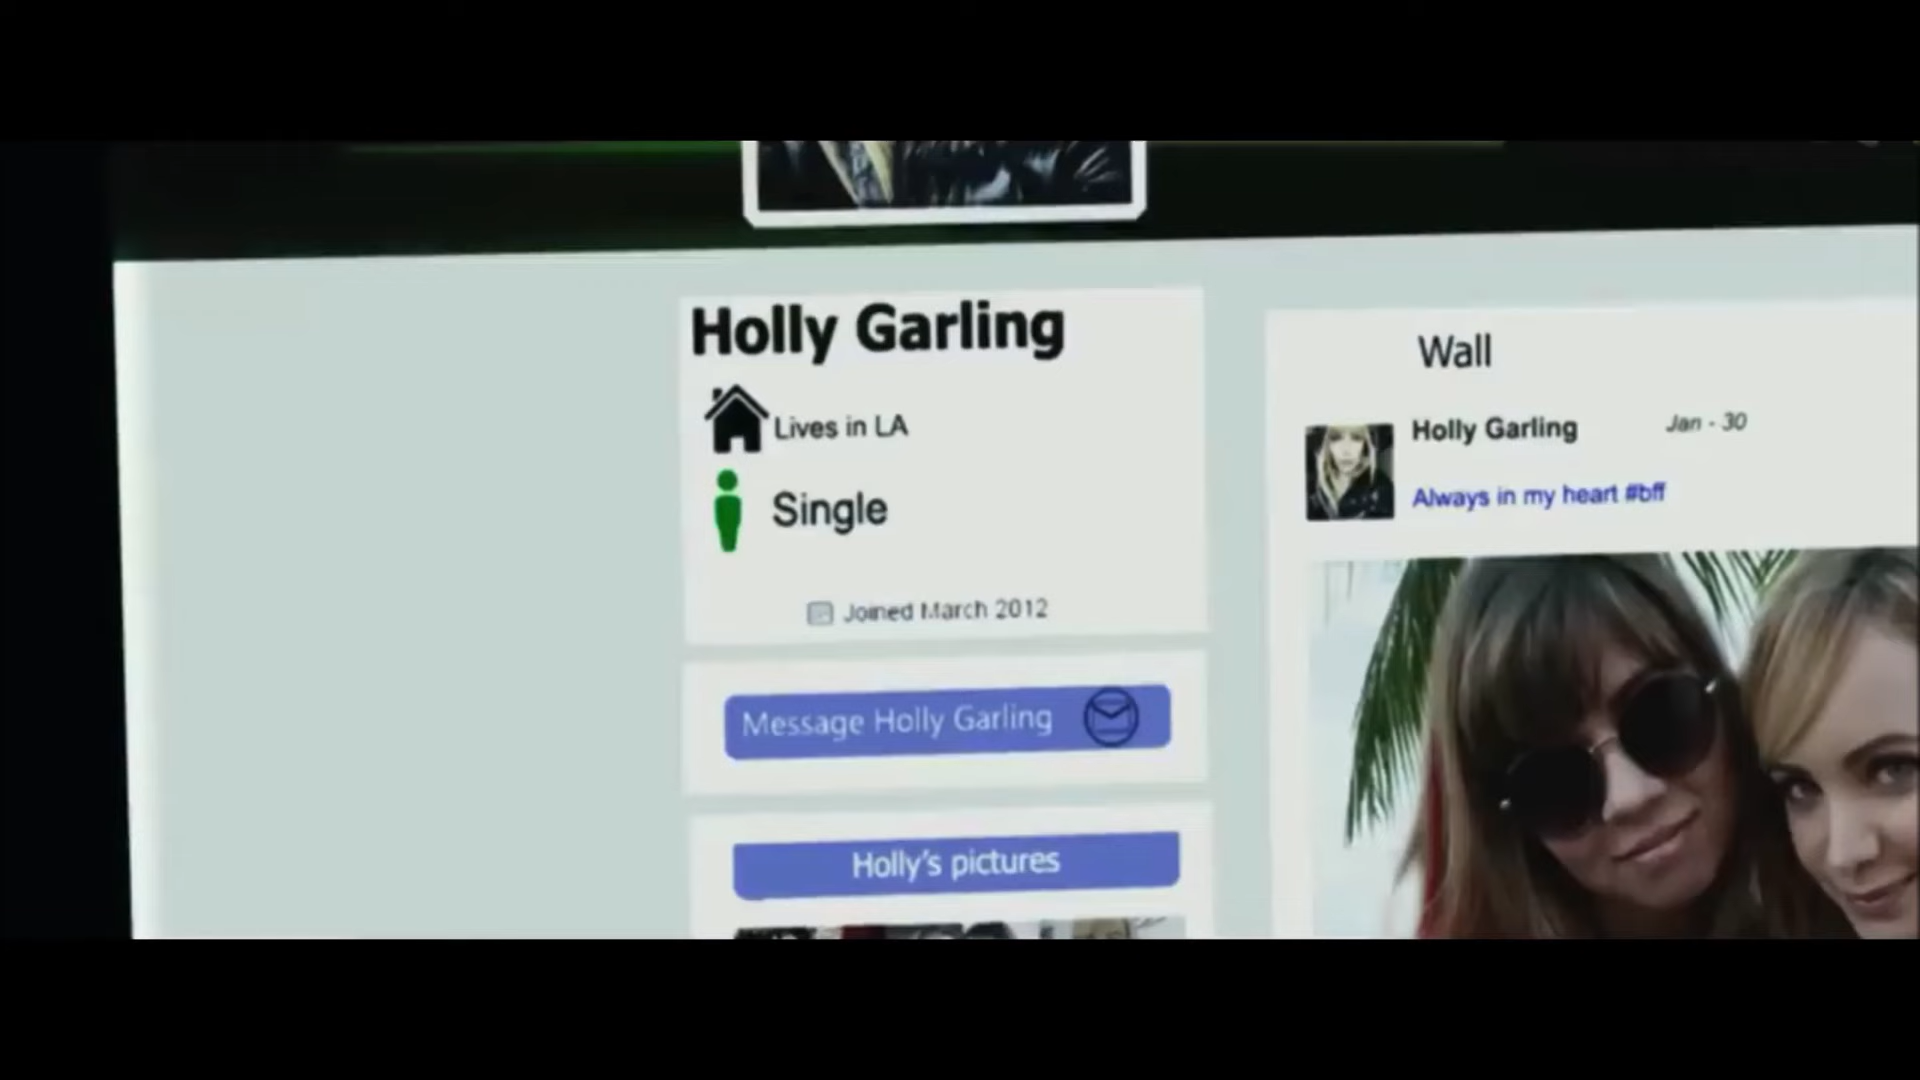 Holly Garling
Lives in LA
Single
Joined March 2012
Message Holly Garling
Holly's pictures
Wall
Holly Garling
Jan - 30
Always in my heart #bff